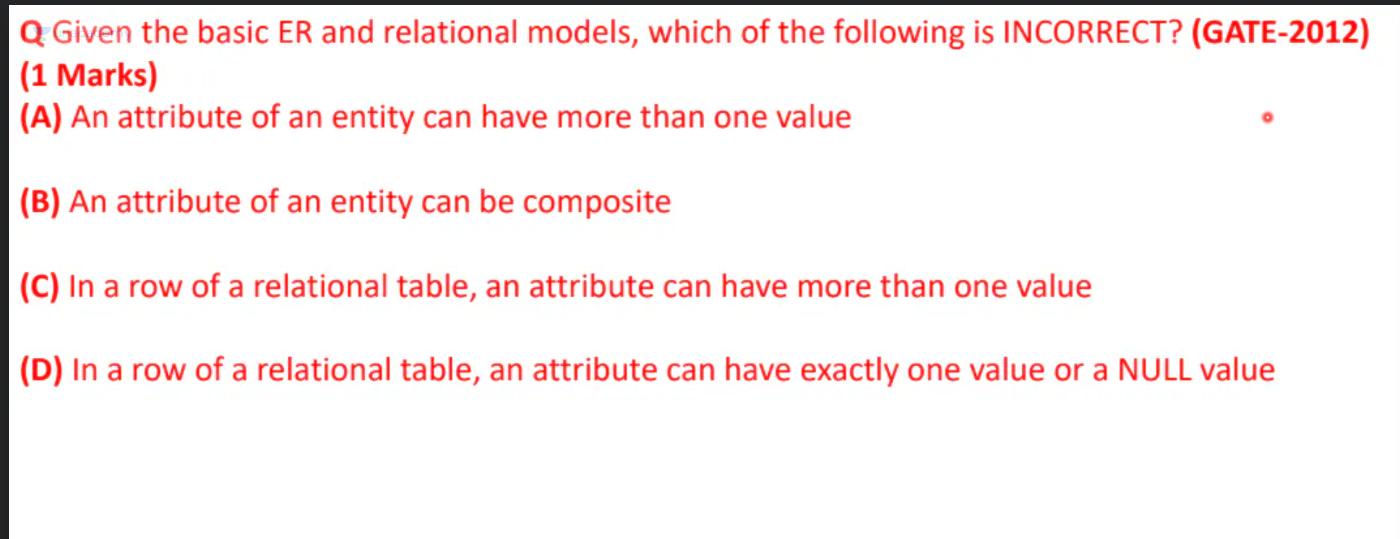 Q Given the basic ER and relational models, which of the following is INCORRECT? (GATE-2012)
(1 Marks)
(A) An attribute of an entity can have more than one value
(B) An attribute of an entity can be composite
(C) In a row of a relational table, an attribute can have more than one value
(D) In a row of a relational table, an attribute can have exactly one value or a NULL value